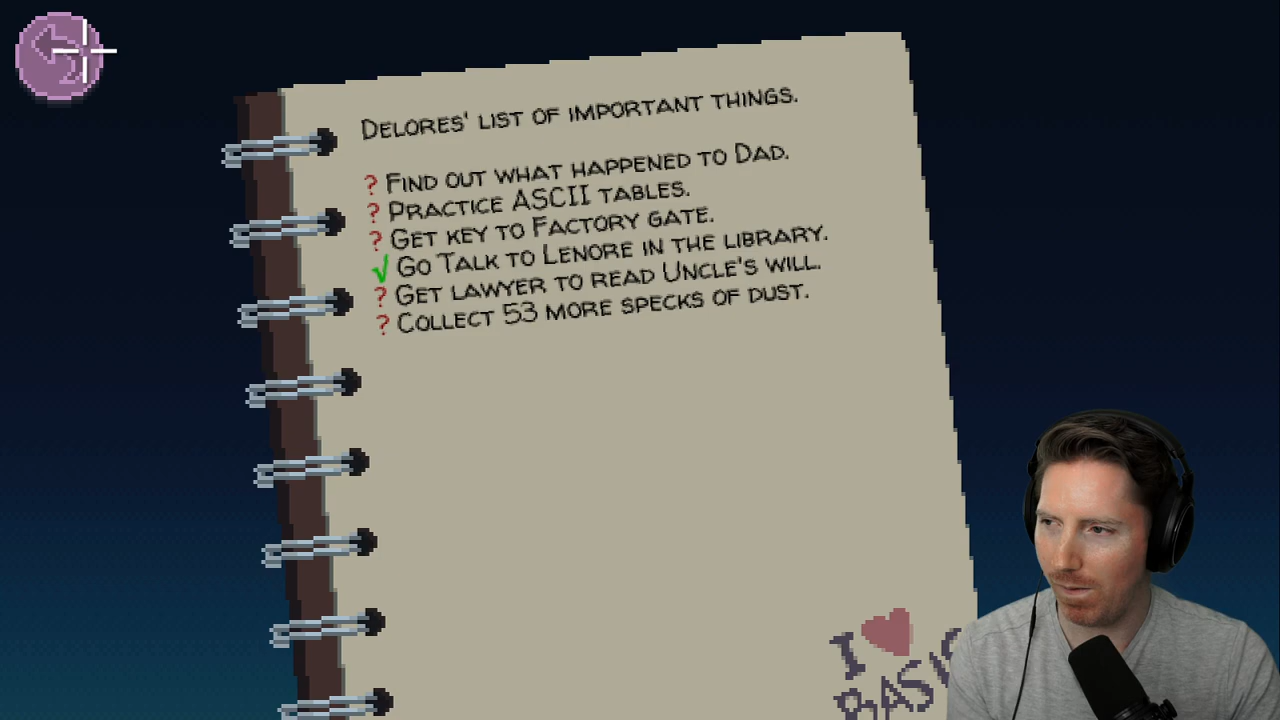 DELORES' LIST OF IMPORTANT THINGS.
? FIND OUT WHAT HAPPENED TO DAD.
? PRACTICE ASCII TABLES.
? GET KEY TO FACTORY GATE.
√ GO TALK TO LENORE IN THE LIBRARY.
? GET LAWYER TO READ UNCLE'S WILL.
? COLLECT 53 MORE SPECKS OF DUST.
I ♥
BASIC